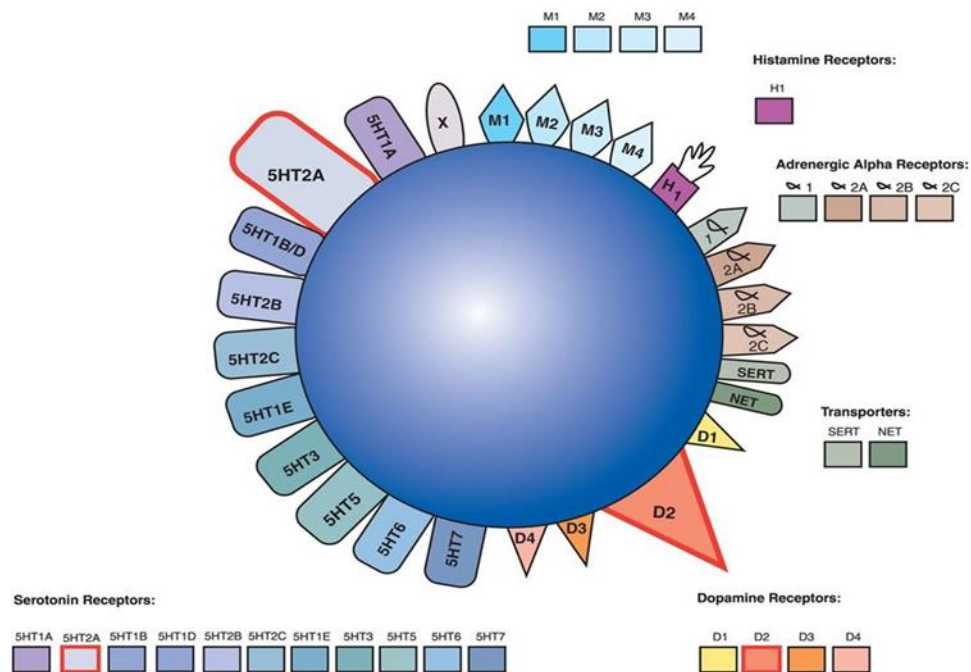 M1 M2 M3 M4
Histamine Receptors:
H1
Adrenergic Alpha Receptors:
α 1 α 2A α 2B α 2C
5HT2A
5HT1A
X
M1
M2
M3
M4
H1
1 α
α 2A
α 2B
α 2C
SERT
NET
D1
D2
D3
D4
5HT1B/D
5HT2B
5HT2C
5HT1E
5HT3
5HT5
5HT6
5HT7
Transporters:
SERT NET
Serotonin Receptors:
5HT1A 5HT2A 5HT1B 5HT1D 5HT2B 5HT2C 5HT1E 5HT3 5HT5 5HT6 5HT7
Dopamine Receptors:
D1 D2 D3 D4